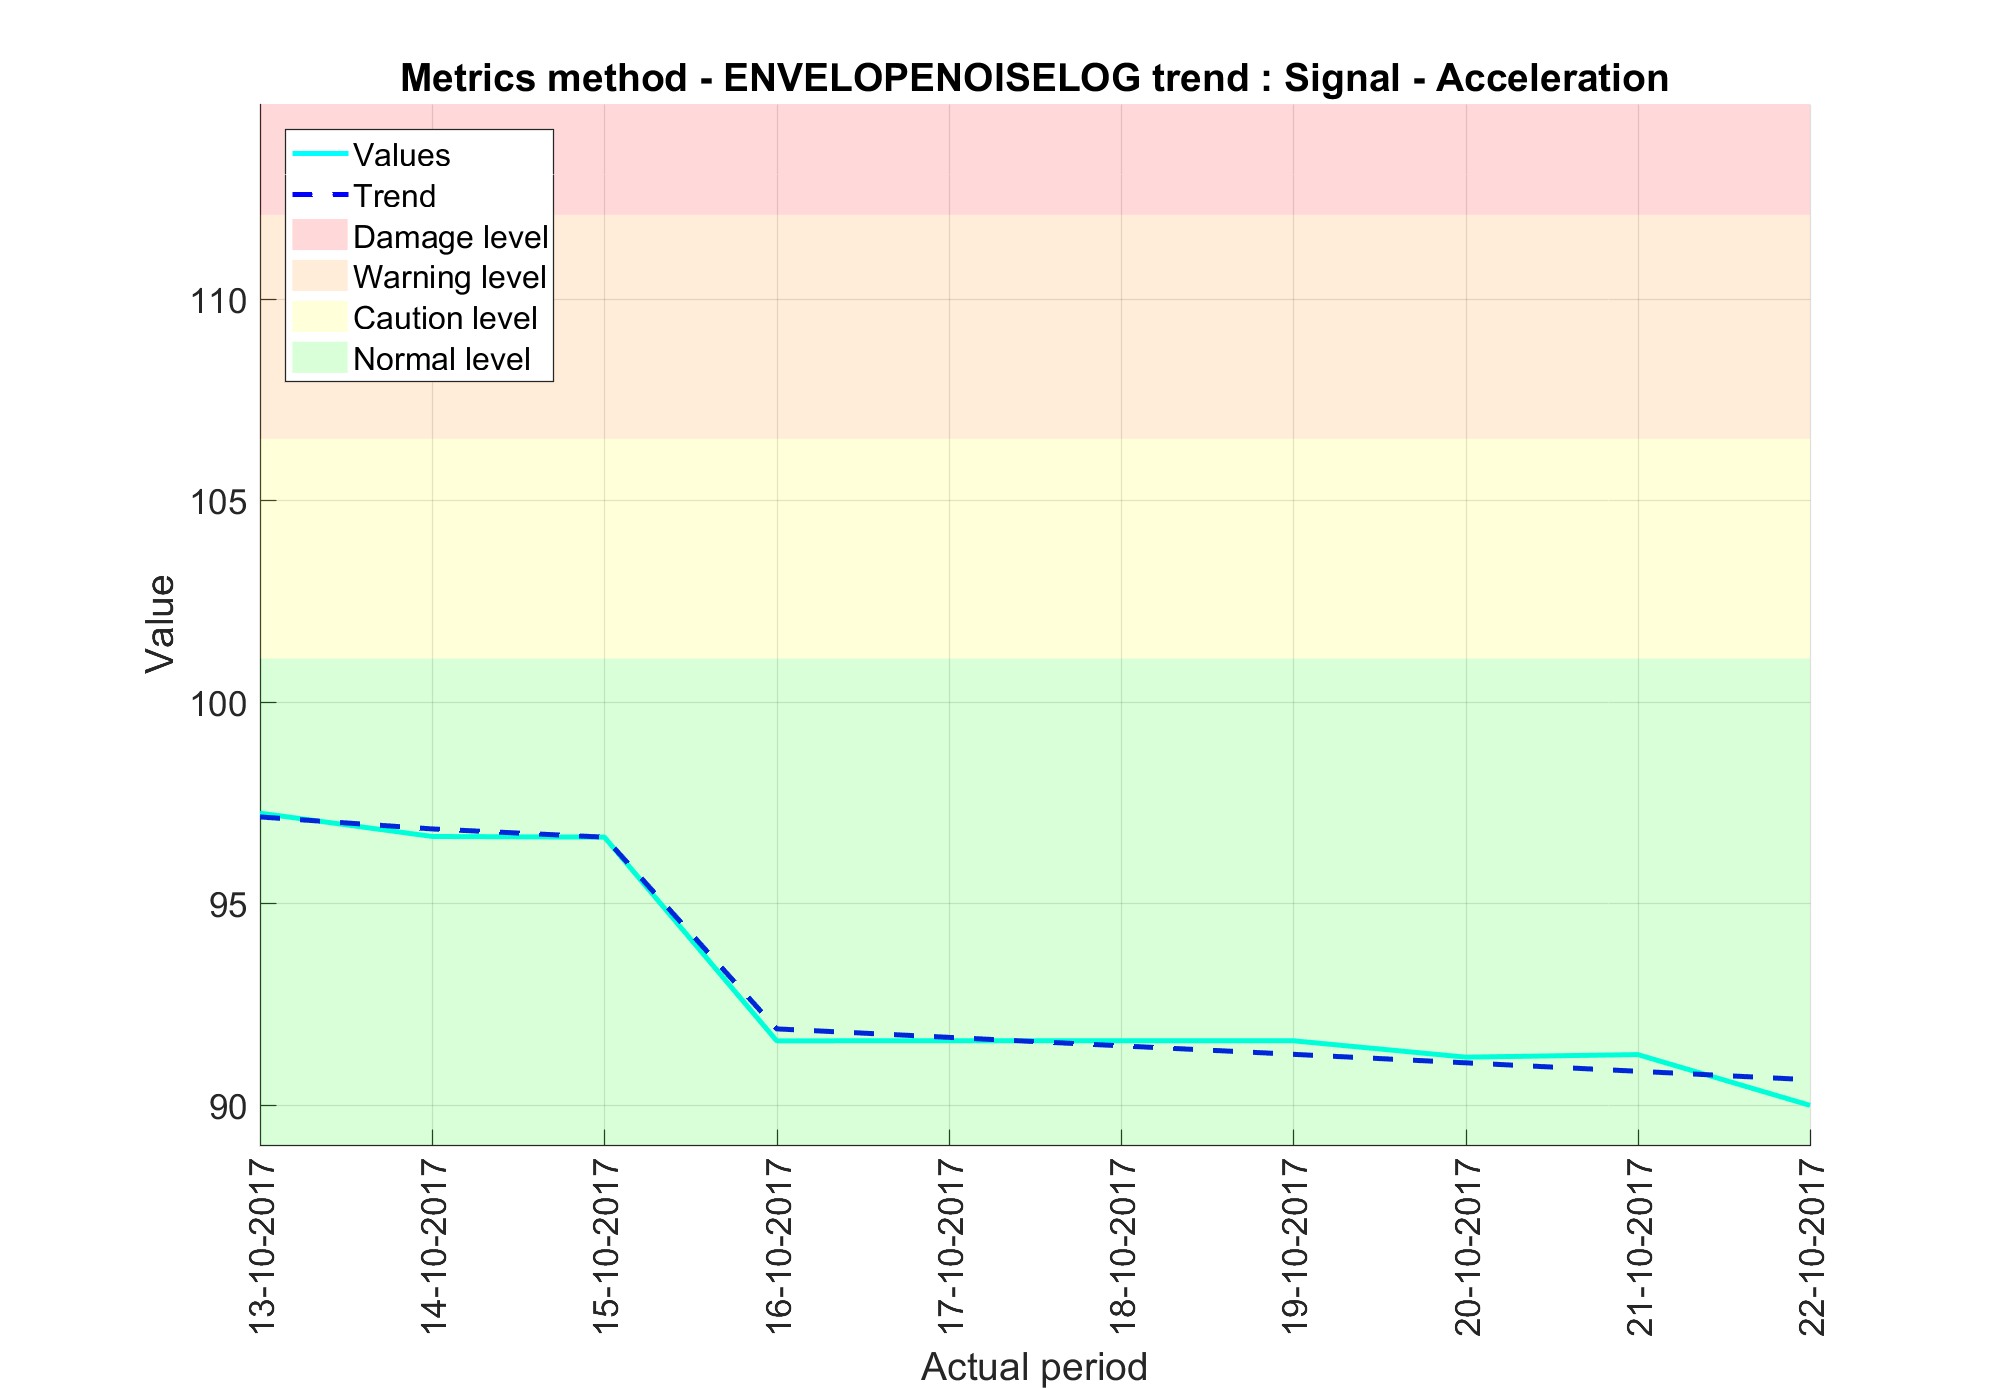 Metrics method - ENVELOPENOISELOG trend : Signal - Acceleration
Values
Trend
Damage level
Warning level
Caution level
Normal level
110
105
100
95
90
Value
13-10-2017
14-10-2017
15-10-2017
16-10-2017
17-10-2017
18-10-2017
19-10-2017
20-10-2017
21-10-2017
22-10-2017
Actual period